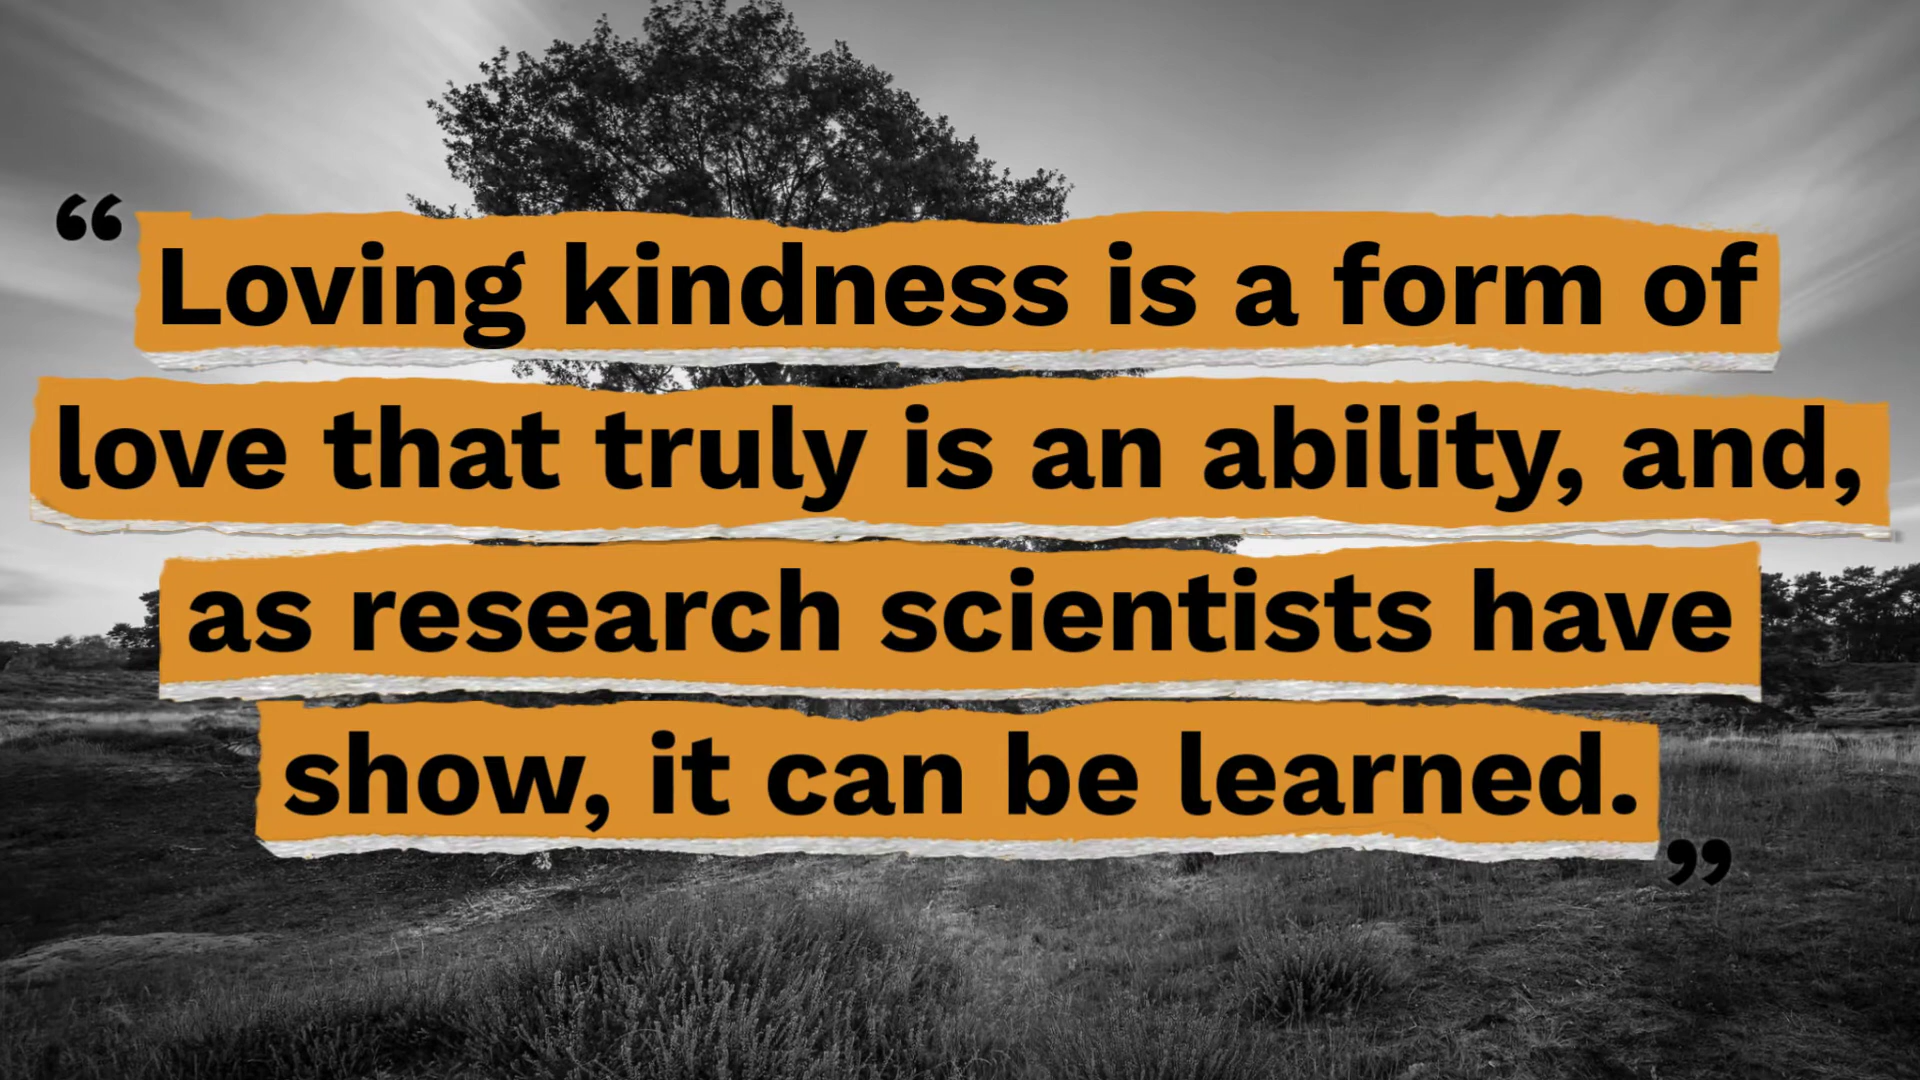 “Loving kindness is a form of
love that truly is an ability, and,
as research scientists have
show, it can be learned.”